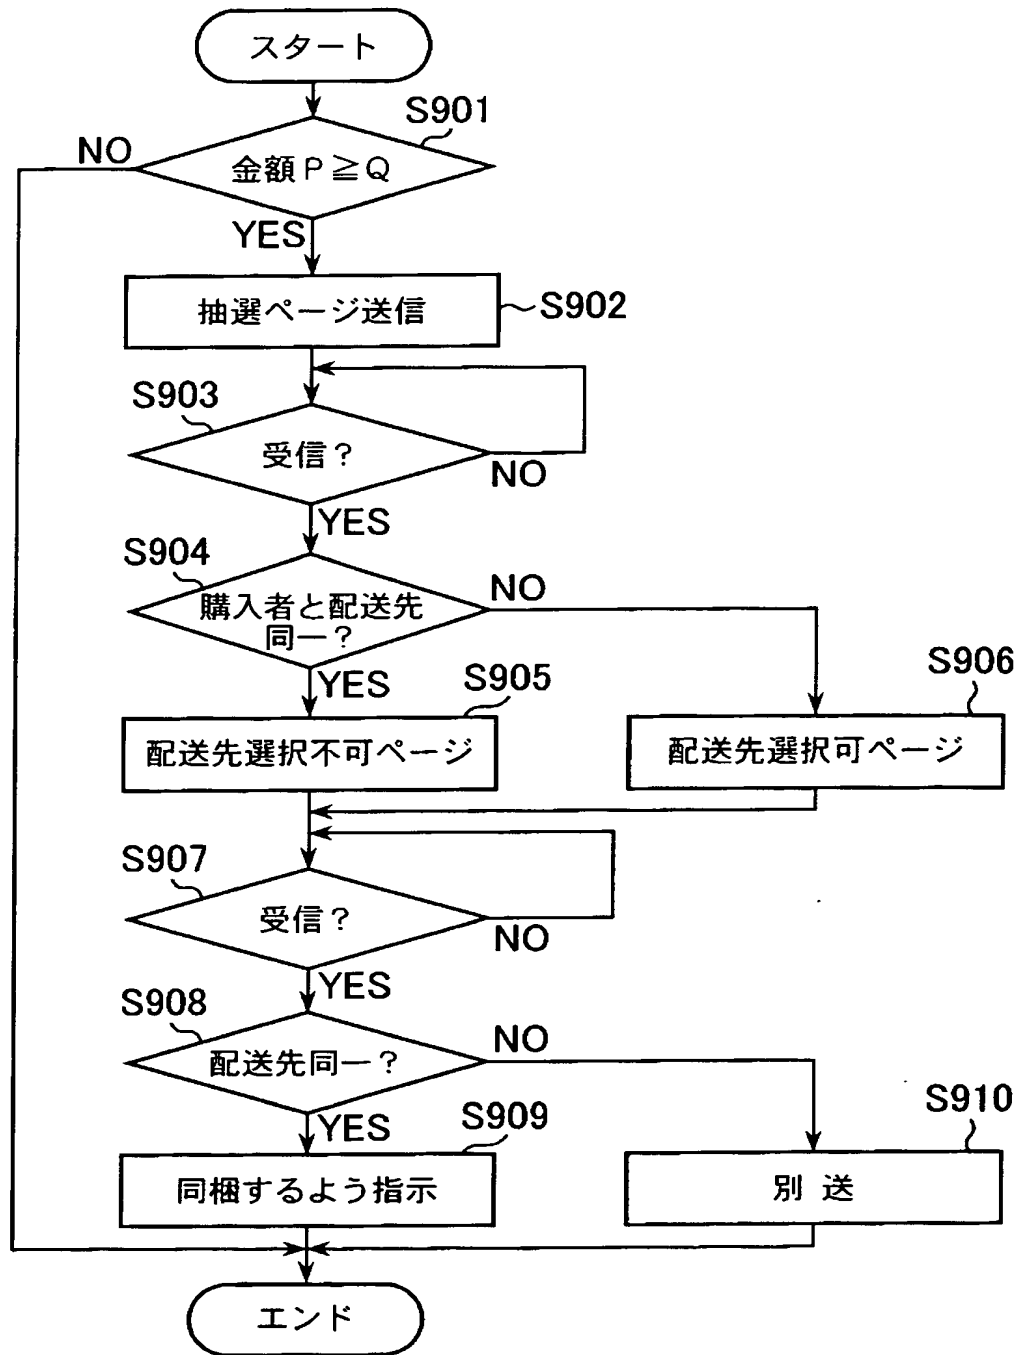 スタート
S901
NO
金額P≧Q
YES
抽選ページ送信
S902
S903
受信?
NO
YES
S904
NO
購入者と配送先
同一?
YES
S905
S906
配送先選択不可ページ
配送先選択可ページ
S907
受信?
NO
YES
S908
NO
配送先同一?
YES
S909
S910
同梱するよう指示
別 送
エンド